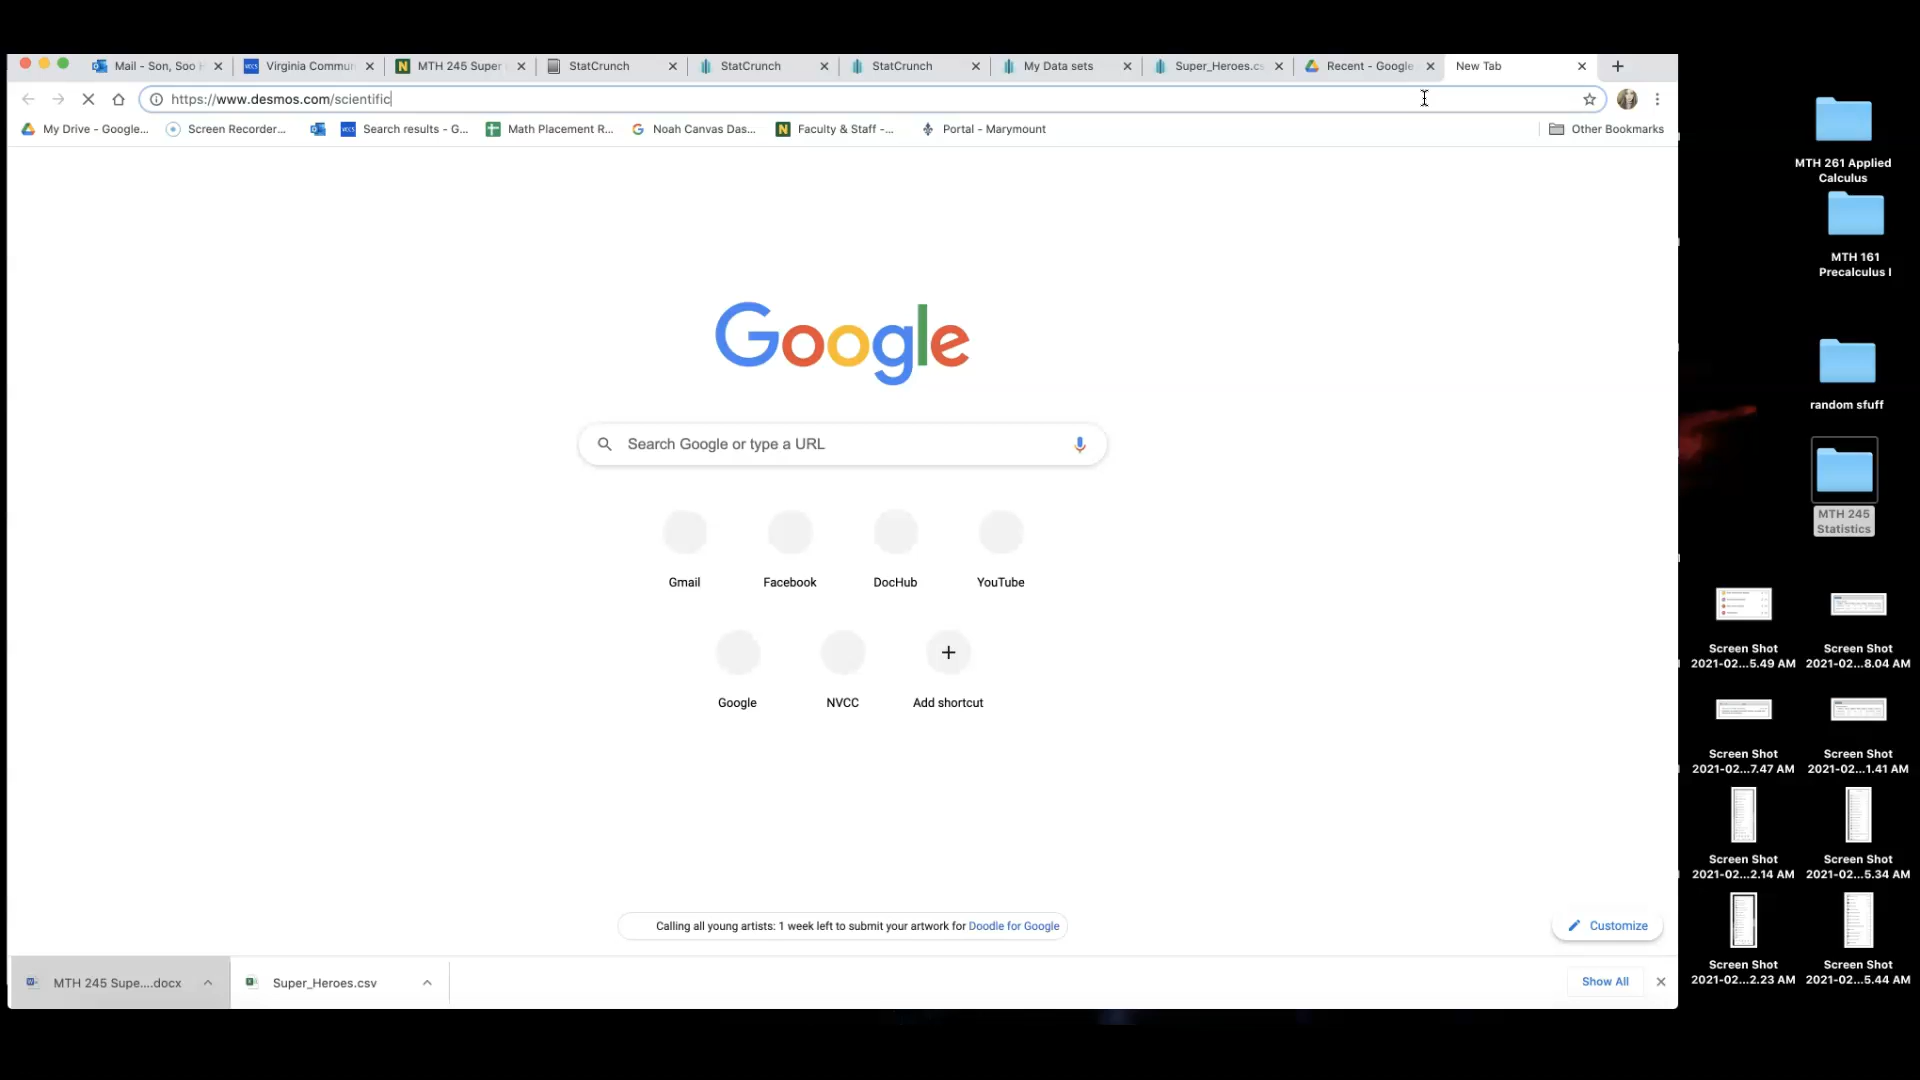 Mail - Son, Soo H
Virginia Commun
MTH 245 Super
StatCrunch
StatCrunch
StatCrunch
My Data sets
Super_Heroes.cs
Recent - Google
New Tab
https://www.desmos.com/scientific
My Drive - Google...
Screen Recorder...
VCCS
Search results - G...
Math Placement R...
Noah Canvas Das...
Faculty & Staff -...
Portal - Marymount
Other Bookmarks
Google
Search Google or type a URL
Gmail
Facebook
DocHub
YouTube
Google
NVCC
Add shortcut
Calling all young artists: 1 week left to submit your artwork for Doodle for Google
Customize
MTH 245 Supe....docx
Super_Heroes.csv
Show All
MTH 261 Applied
Calculus
MTH 161
Precalculus I
random sfuff
MTH 245
Statistics
Screen Shot
2021-02...5.49 AM
Screen Shot
2021-02...8.04 AM
Screen Shot
2021-02...7.47 AM
Screen Shot
2021-02...1.41 AM
Screen Shot
2021-02...2.14 AM
Screen Shot
2021-02...5.34 AM
Screen Shot
2021-02...2.23 AM
Screen Shot
2021-02...5.44 AM